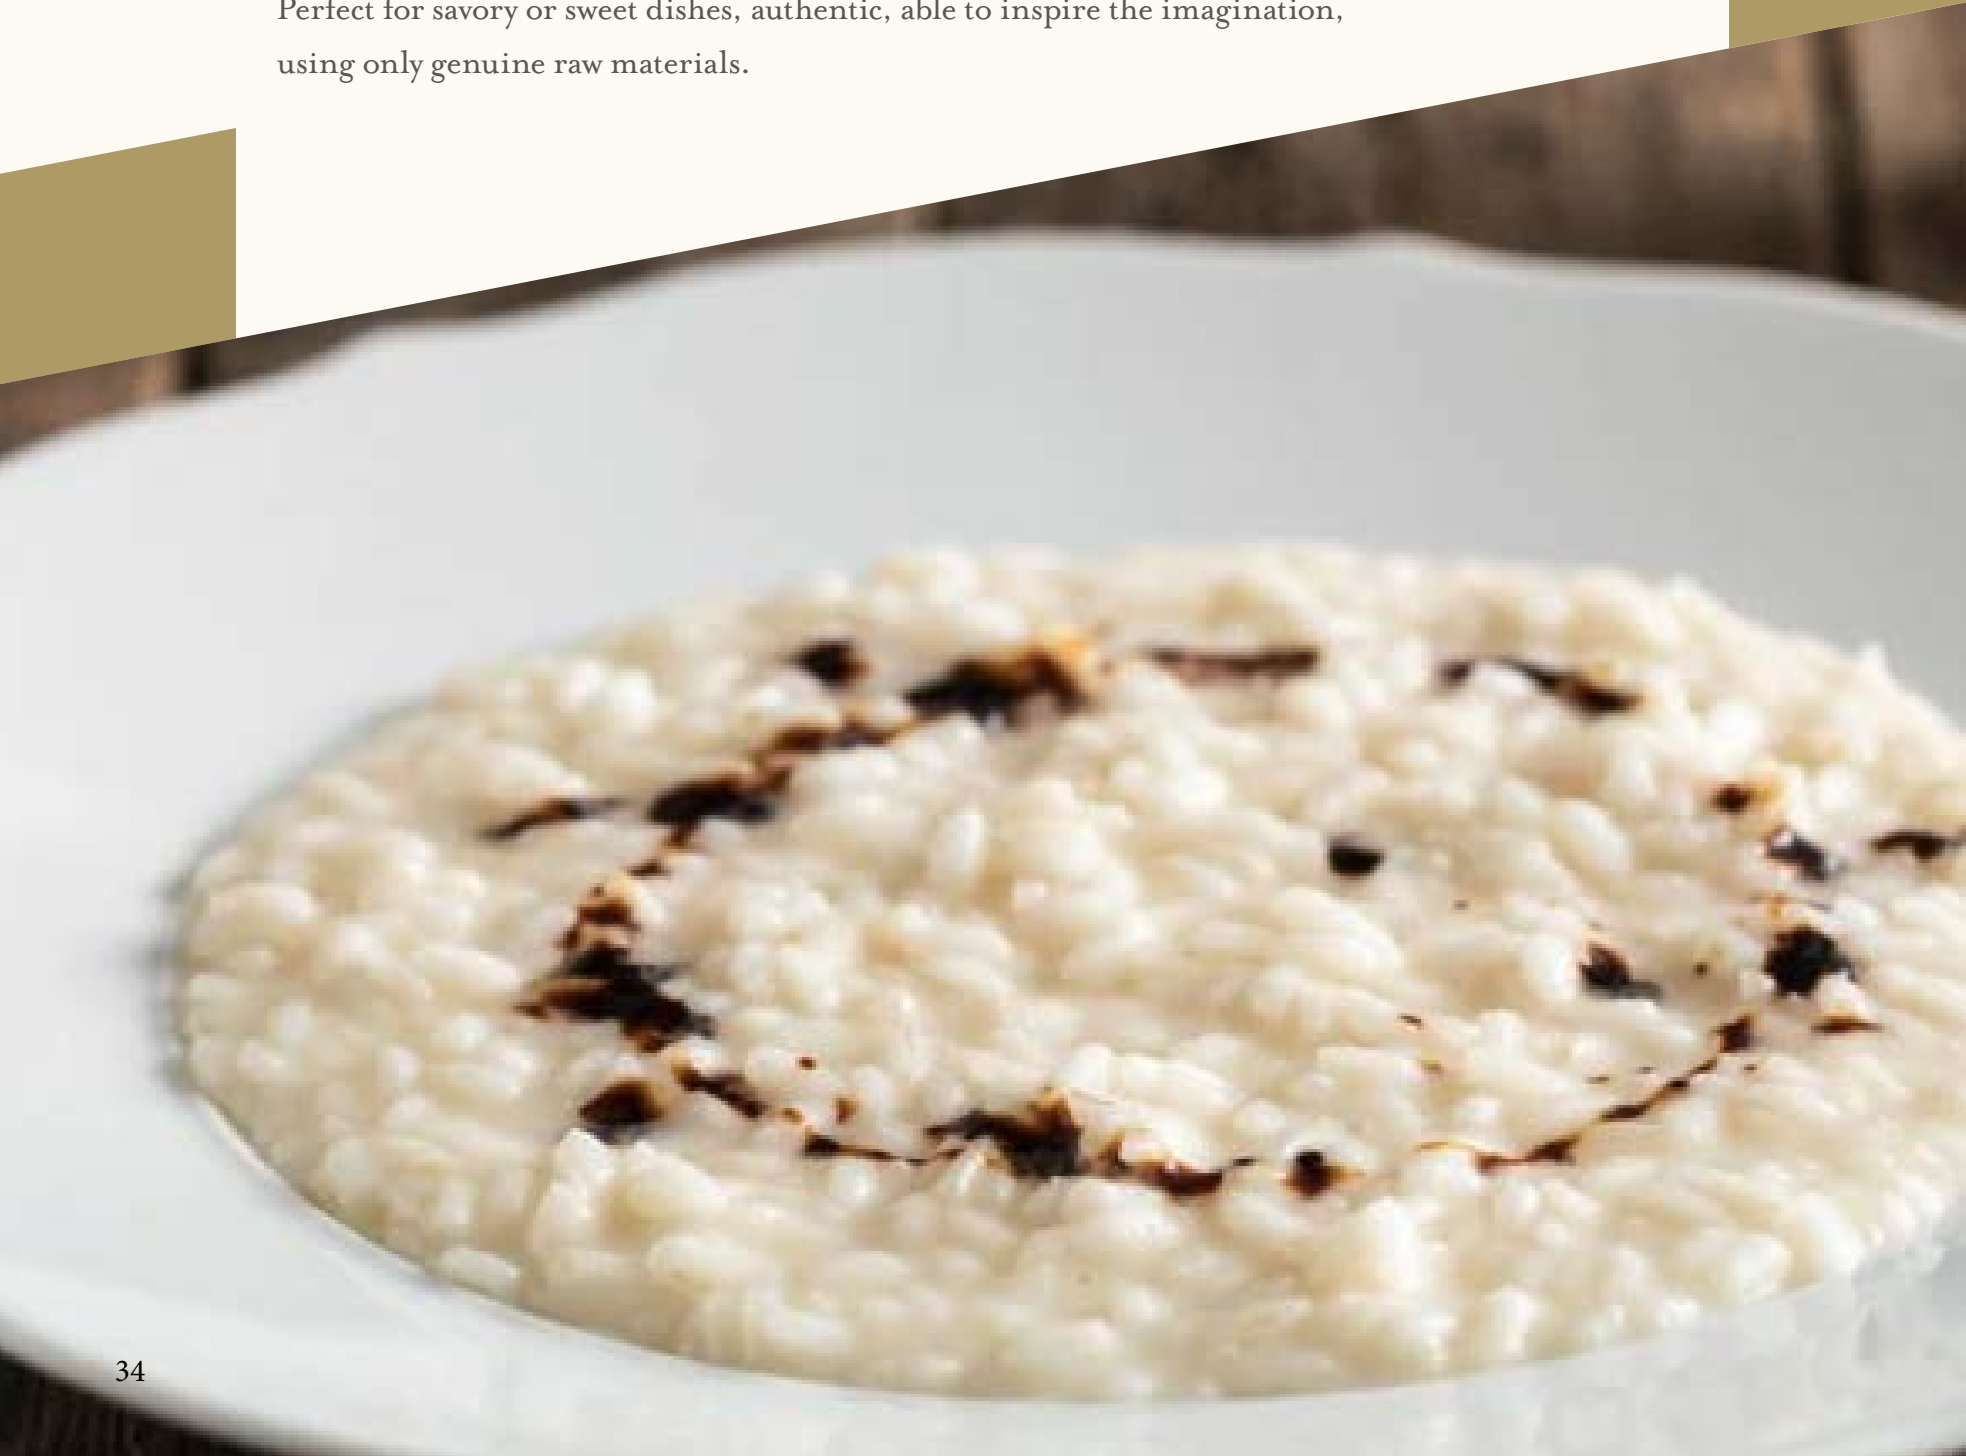 Perfect for savory or sweet dishes, authentic, able to inspire the imagination,
using only genuine raw materials.
34